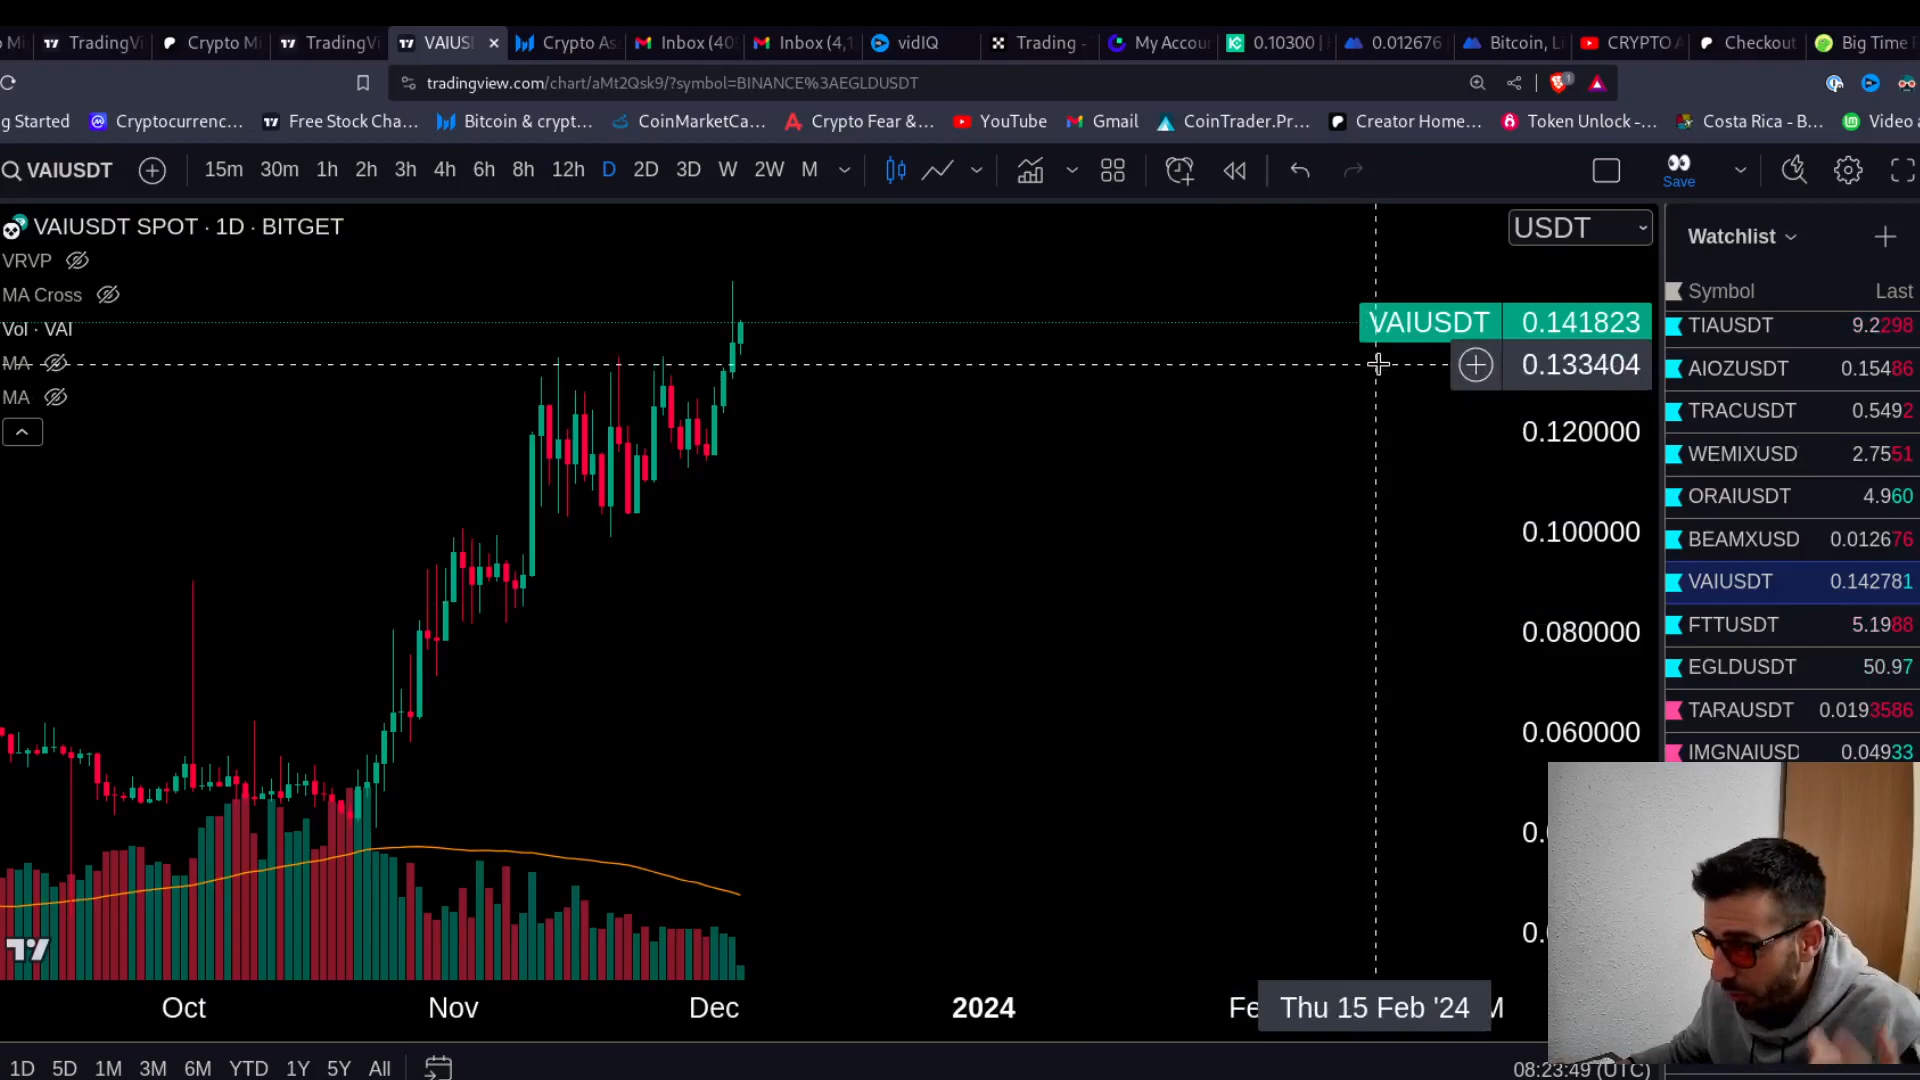 TradingVi
Crypto Mi
TradingVi
VAIUS
Crypto As
Inbox (40
Inbox (4,1
vidIQ
Trading -
My Accou
0.10300 |
0.012676
Bitcoin, Li
CRYPTO A
Checkout
Big Time
tradingview.com/chart/aMt2Qsk9/?symbol=BINANCE%3AEGLDUSDT
1
g Started
Cryptocurrenc...
Free Stock Cha...
Bitcoin & crypt...
CoinMarketCa...
Crypto Fear &...
YouTube
Gmail
CoinTrader.Pr...
Creator Home...
Token Unlock -...
Costa Rica - B...
Video a
VAIUSDT
15m 30m 1h 2h 3h 4h 6h 8h 12h D 2D 3D W 2W M
Save
VAIUSDT SPOT · 1D · BITGET
USDT
VRVP
MA Cross
Vol · VAI
MA
MA
VAIUSDT 0.141823
0.133404
0.120000
0.100000
0.080000
0.060000
0.
0.
Watchlist
Symbol Last
TIAUSDT 9.2298
AIOZUSDT 0.15486
TRACUSDT 0.5492
WEMIXUSD 2.7551
ORAIUSDT 4.960
BEAMXUSD 0.012676
VAIUSDT 0.142781
FTTUSDT 5.1988
EGLDUSDT 50.97
TARAUSDT 0.0193586
IMGNAIUSD 0.04933
Oct Nov Dec 2024 Fe Thu 15 Feb '24 M
1D 5D 1M 3M 6M YTD 1Y 5Y All
08:23:49 (UTC)